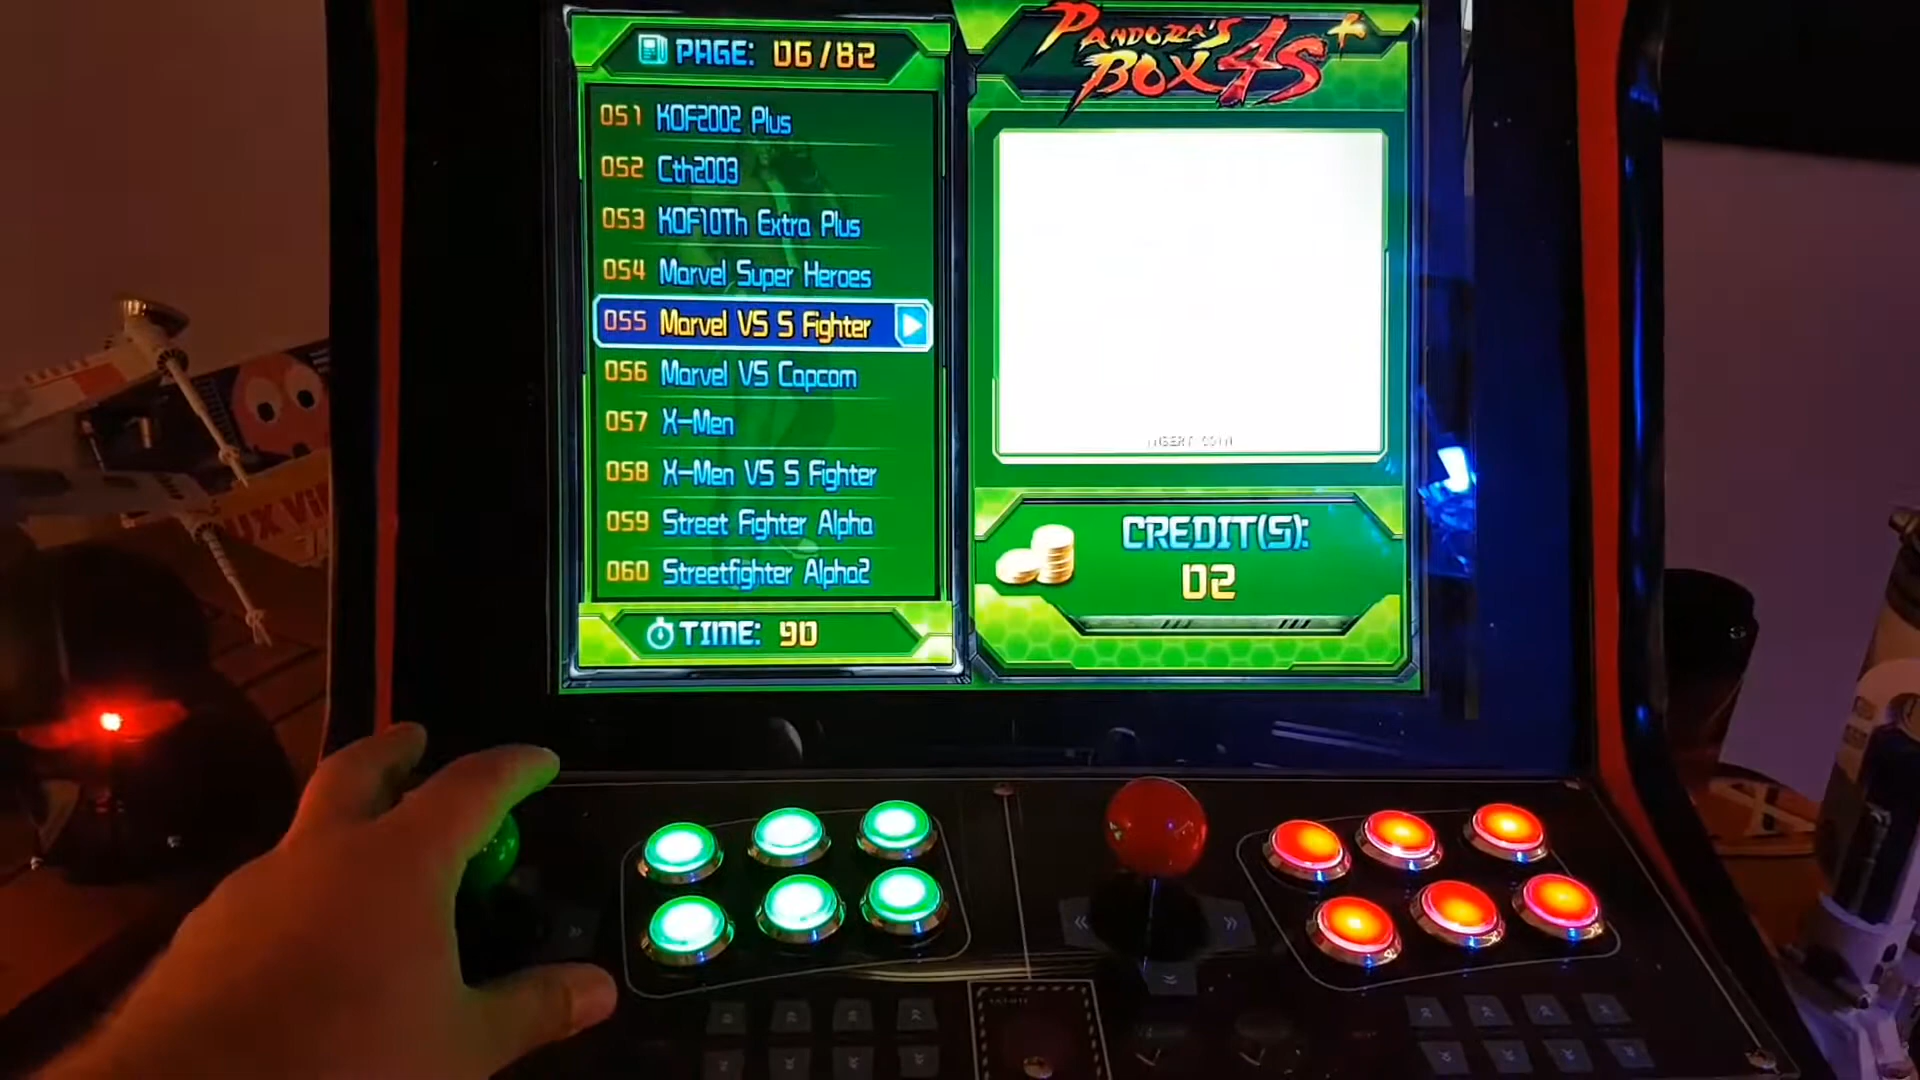 PAGE: 06/82
051 KOF2002 Plus
052 Cth2003
053 KOF10Th Extra Plus
054 Marvel Super Heroes
055 Marvel VS S Fighter
056 Marvel VS Capcom
057 X-Men
058 X-Men VS S Fighter
059 Street Fighter Alpha
060 Streetfighter Alpha2
TIME: 90
PANDORA'S
BOX 4S+
INSERT COIN
CREDIT(S):
02